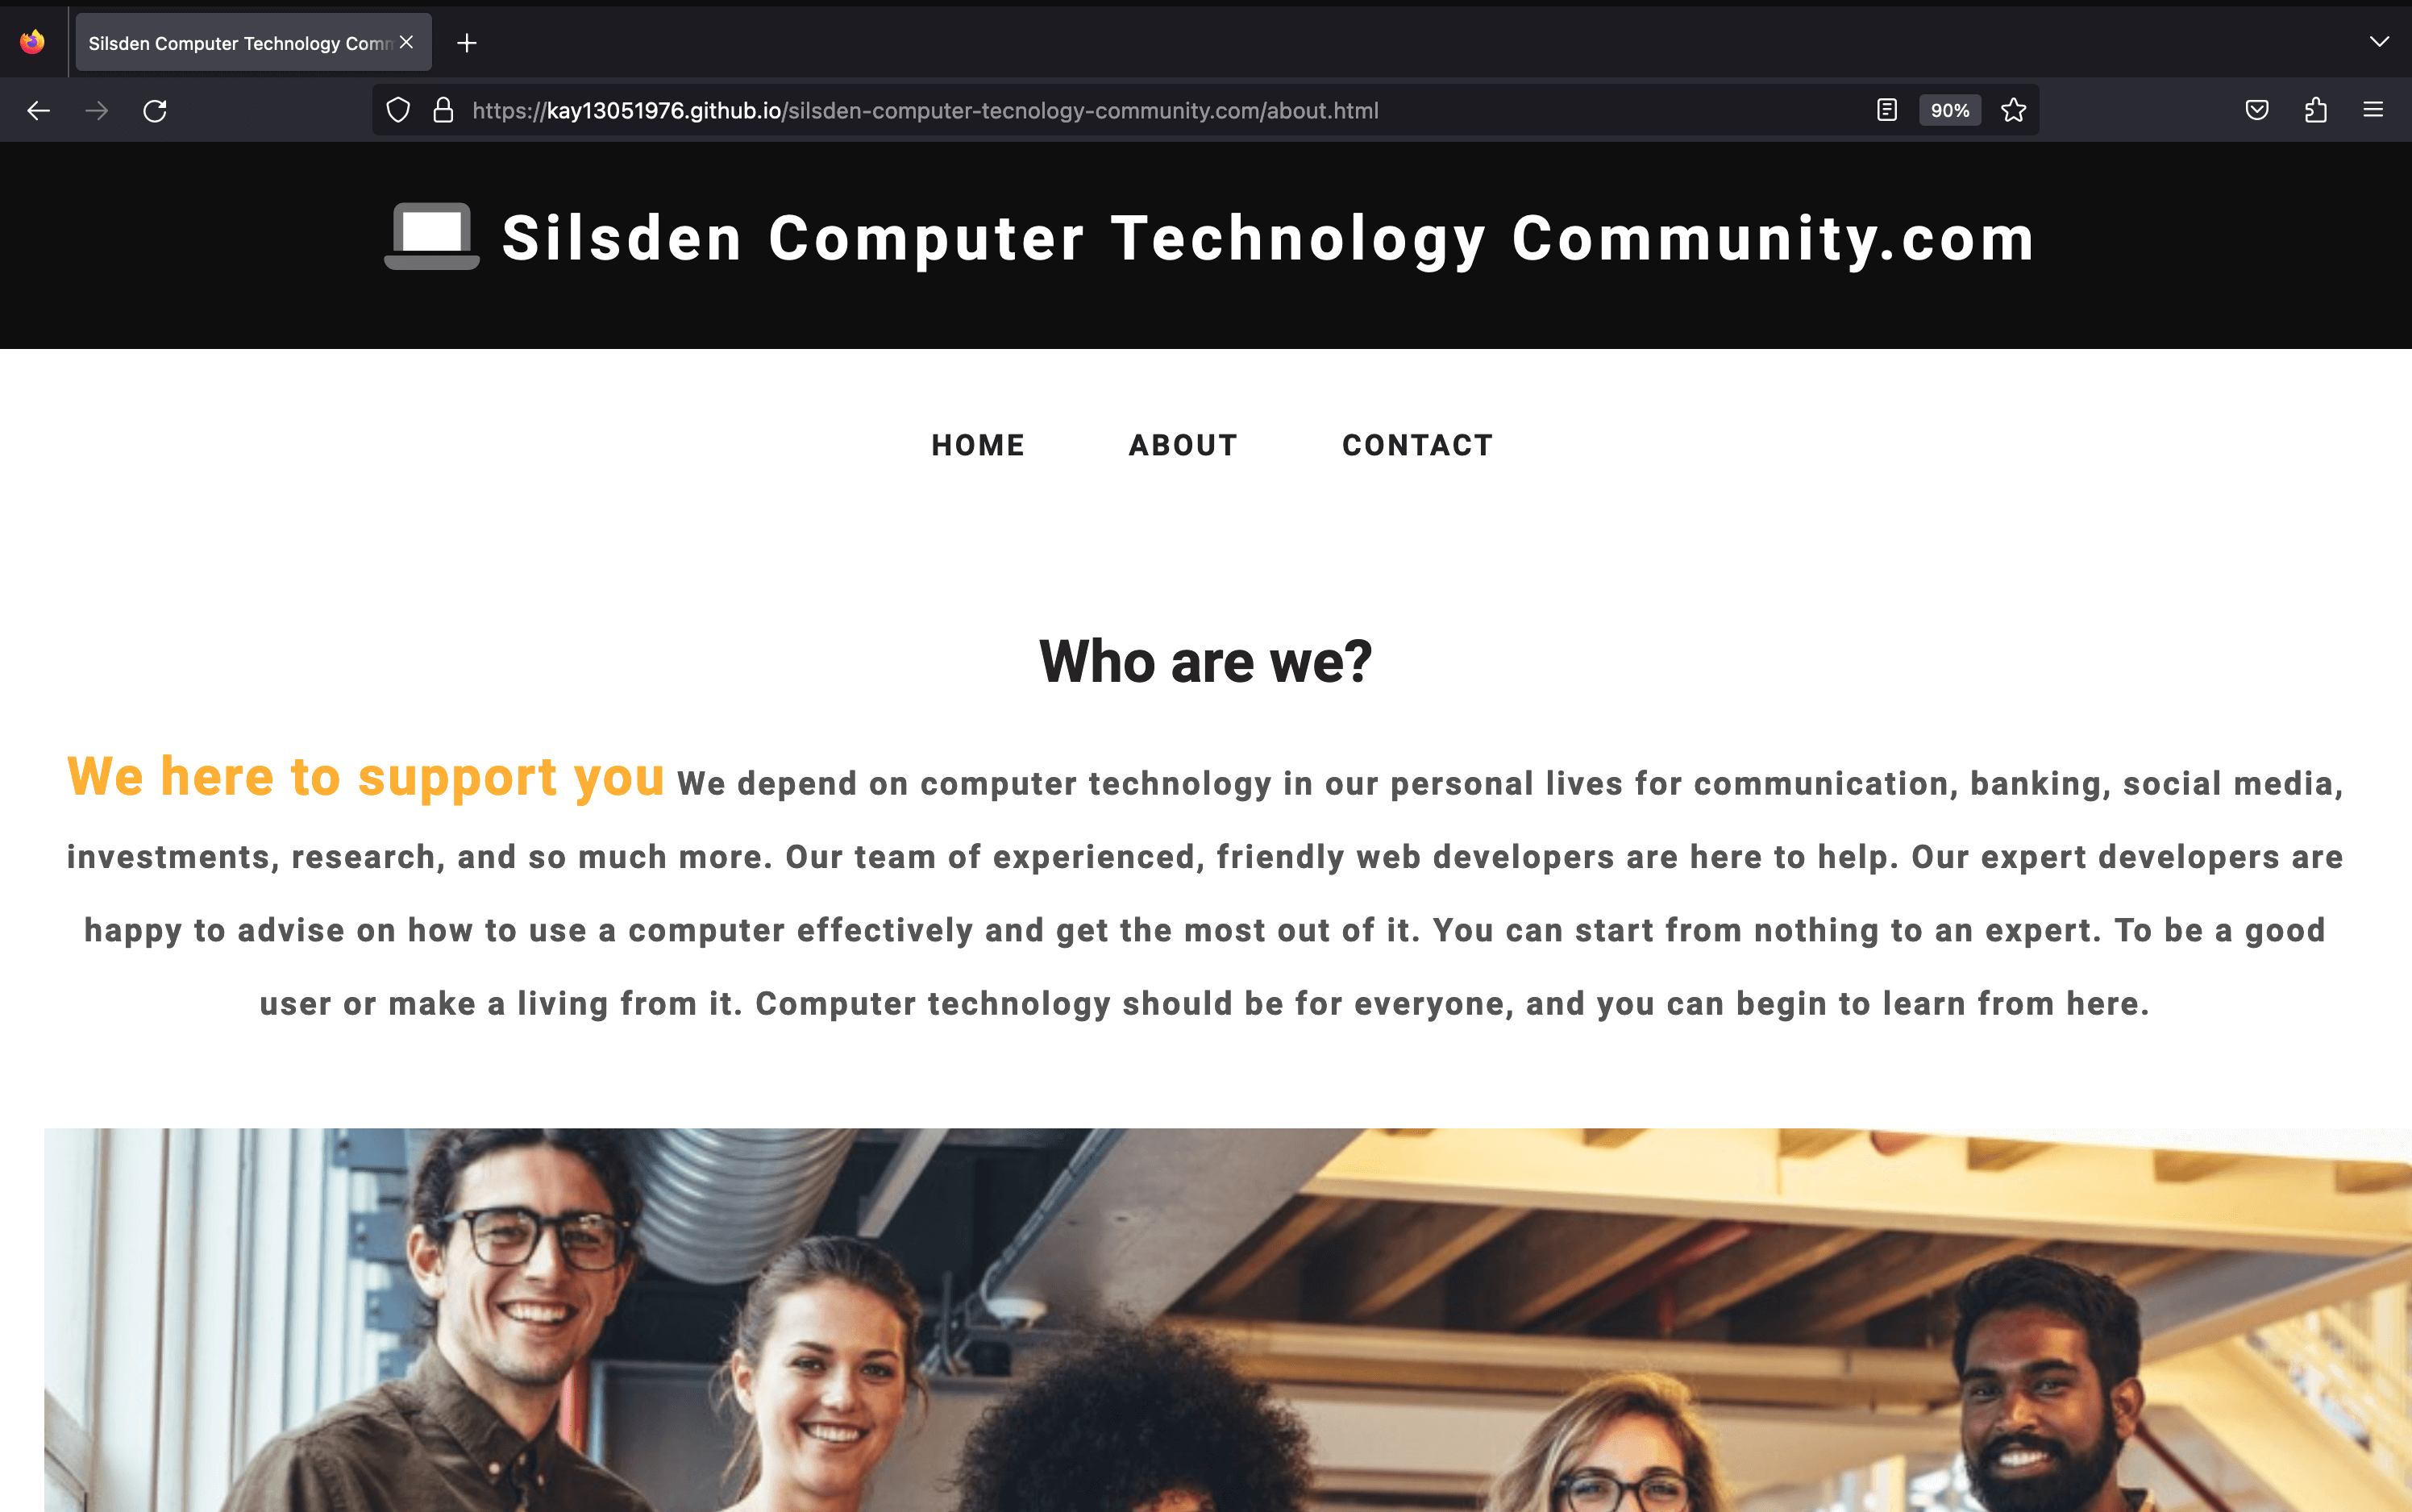 Silsden Computer Technology Comm
https://kay13051976.github.io/silsden-computer-tecnology-community.com/about.html
90%
Silsden Computer Technology Community.com
HOME ABOUT CONTACT
Who are we?
We here to support you We depend on computer technology in our personal lives for communication, banking, social media,
investments, research, and so much more. Our team of experienced, friendly web developers are here to help. Our expert developers are
happy to advise on how to use a computer effectively and get the most out of it. You can start from nothing to an expert. To be a good
user or make a living from it. Computer technology should be for everyone, and you can begin to learn from here.